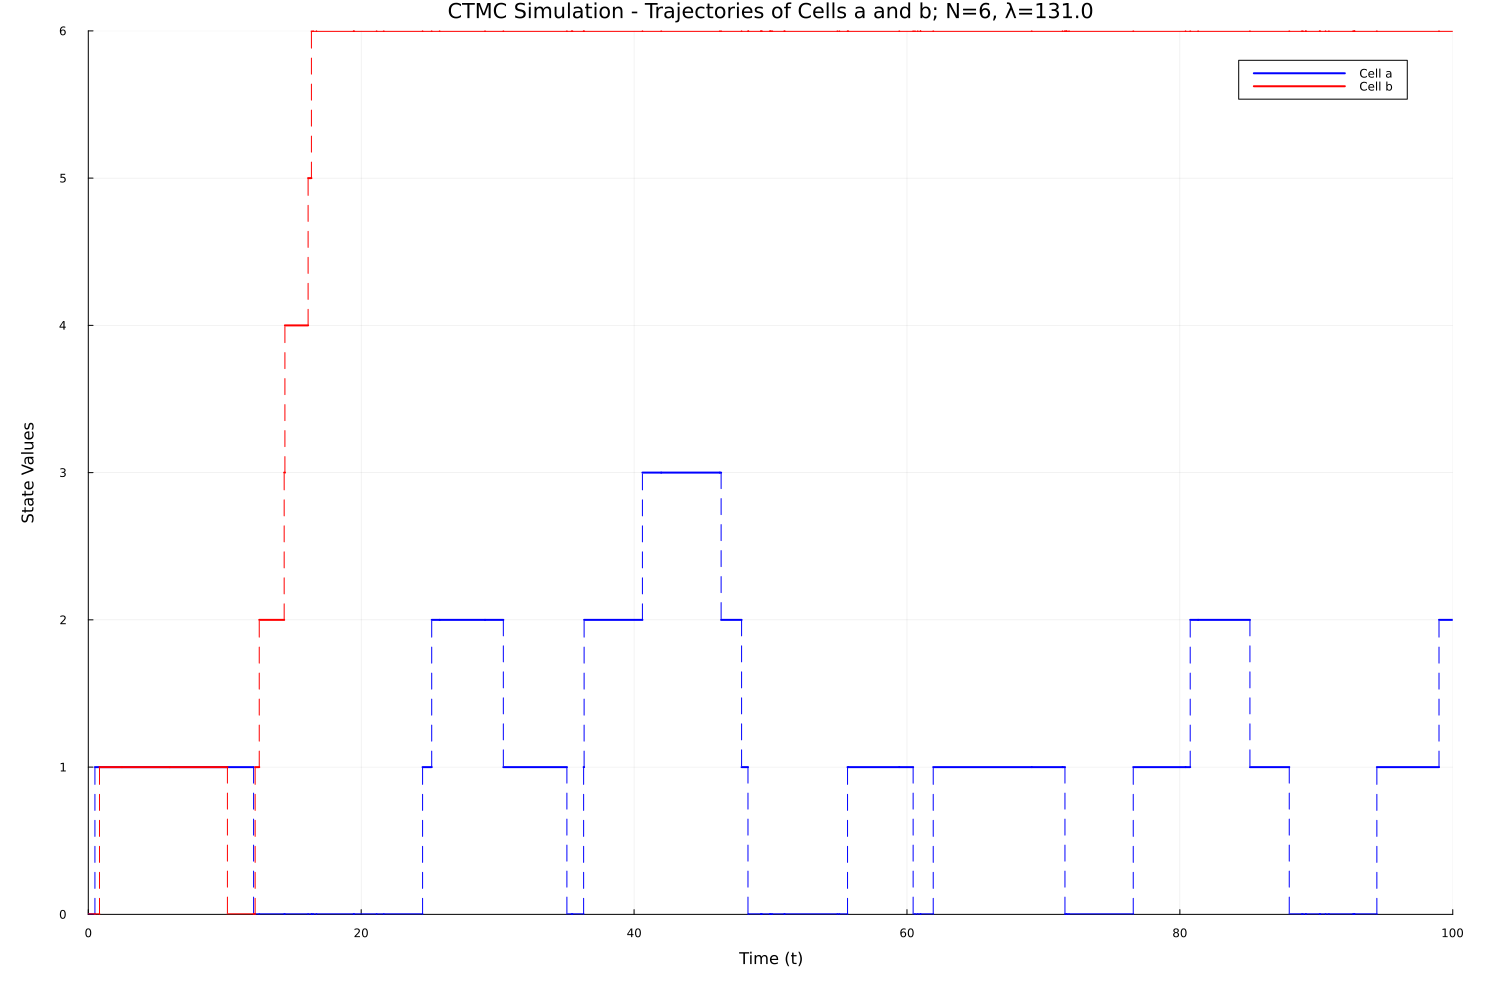 CTMC Simulation - Trajectories of Cells a and b; N=6, λ=131.0
6
Cell a
Cell b
5
4
State Values
3
2
1
0
0 20 40 60 80 100
Time (t)